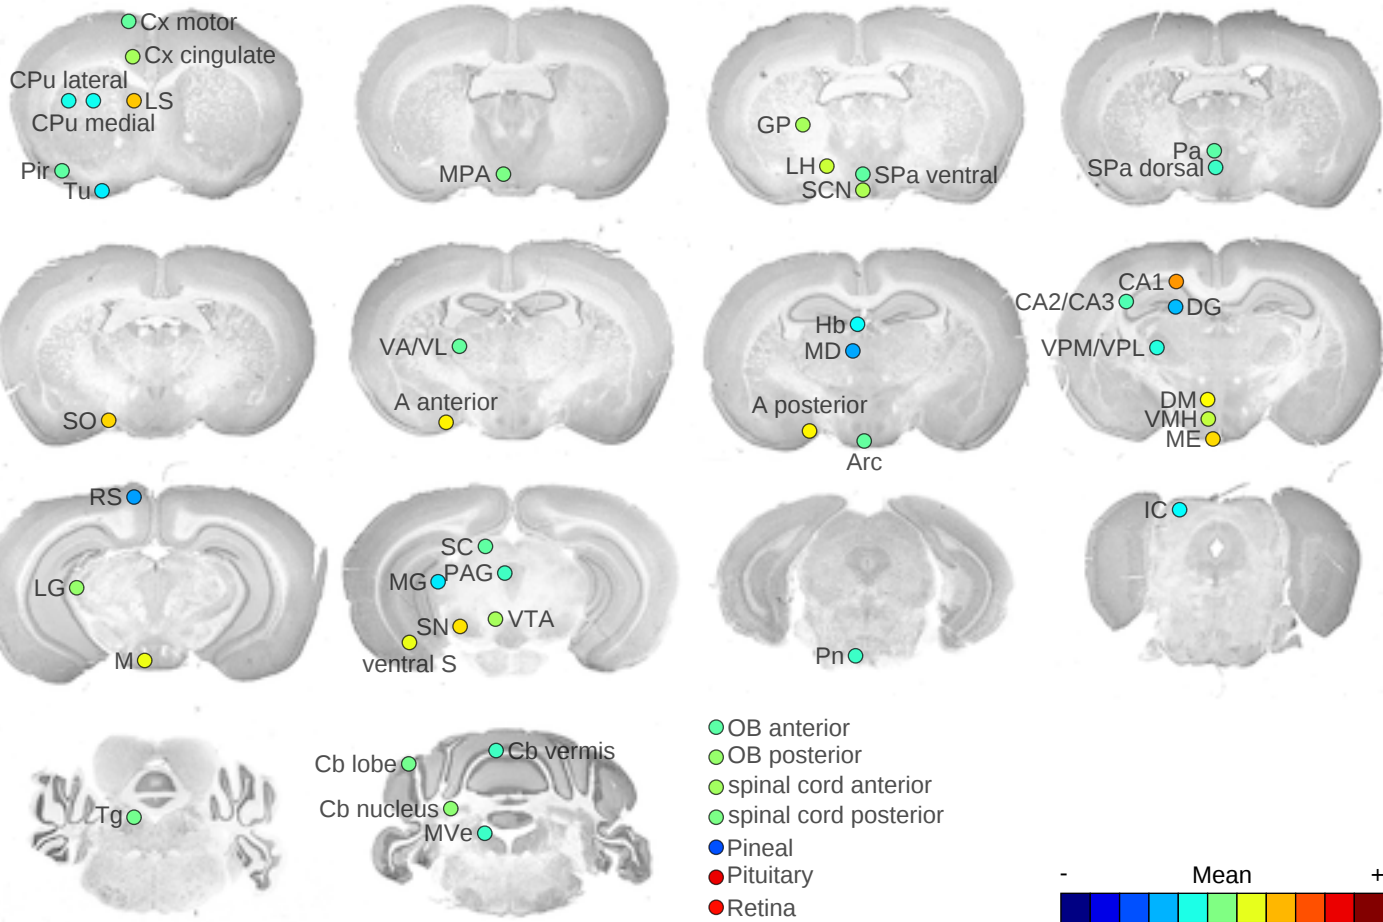 Cx motor
Cx cingulate
CPu lateral
LS
CPu medial
Pir
Tu
MPA
GP
LH
SPa ventral
SCN
Pa
SPa dorsal
SO
VA/VL
A anterior
Hb
MD
A posterior
Arc
CA1
CA2/CA3
DG
VPM/VPL
DM
VMH
ME
RS
LG
M
SC
MG
PAG
SN
VTA
ventral S
Pn
IC
Tg
Cb lobe
Cb vermis
Cb nucleus
MVe
OB anterior
OB posterior
spinal cord anterior
spinal cord posterior
Pineal
Pituitary
Retina
- Mean +